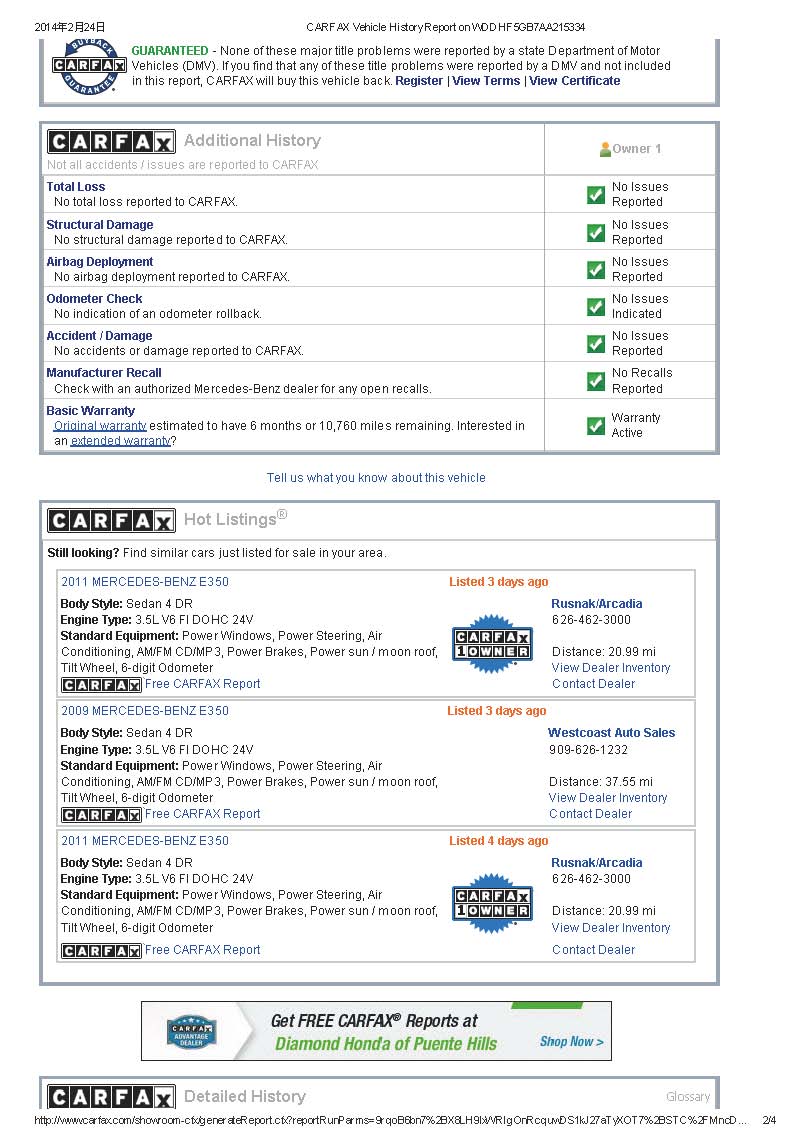 2014年2月24日 CARFAX Vehicle History Report on WDDHF5GB7AA215334
BUYBACK
CARFAX
GUARANTEE
GUARANTEED - None of these major title problems were reported by a state Department of Motor
Vehicles (DMV). If you find that any of these title problems were reported by a DMV and not included
in this report, CARFAX will buy this vehicle back. Register | View Terms | View Certificate
CARFAX Additional History
Not all accidents / issues are reported to CARFAX
Owner 1
Total Loss
No total loss reported to CARFAX.
No Issues
Reported
Structural Damage
No structural damage reported to CARFAX.
No Issues
Reported
Airbag Deployment
No airbag deployment reported to CARFAX.
No Issues
Reported
Odometer Check
No indication of an odometer rollback.
No Issues
Indicated
Accident / Damage
No accidents or damage reported to CARFAX.
No Issues
Reported
Manufacturer Recall
Check with an authorized Mercedes-Benz dealer for any open recalls.
No Recalls
Reported
Basic Warranty
Original warranty estimated to have 6 months or 10,760 miles remaining. Interested in
an extended warranty?
Warranty
Active
Tell us what you know about this vehicle
CARFAX Hot Listings®
Still looking? Find similar cars just listed for sale in your area.
2011 MERCEDES-BENZ E350
Body Style: Sedan 4 DR
Engine Type: 3.5L V6 FI DOHC 24V
Standard Equipment: Power Windows, Power Steering, Air
Conditioning, AM/FM CD/MP3, Power Brakes, Power sun / moon roof,
Tilt Wheel, 6-digit Odometer
CARFAX Free CARFAX Report
Listed 3 days ago
CARFAX
1 OWNER
Rusnak/Arcadia
626-462-3000
Distance: 20.99 mi
View Dealer Inventory
Contact Dealer
2009 MERCEDES-BENZ E350
Body Style: Sedan 4 DR
Engine Type: 3.5L V6 FI DOHC 24V
Standard Equipment: Power Windows, Power Steering, Air
Conditioning, AM/FM CD/MP3, Power Brakes, Power sun / moon roof,
Tilt Wheel, 6-digit Odometer
CARFAX Free CARFAX Report
Listed 3 days ago
Westcoast Auto Sales
909-626-1232
Distance: 37.55 mi
View Dealer Inventory
Contact Dealer
2011 MERCEDES-BENZ E350
Body Style: Sedan 4 DR
Engine Type: 3.5L V6 FI DOHC 24V
Standard Equipment: Power Windows, Power Steering, Air
Conditioning, AM/FM CD/MP3, Power Brakes, Power sun / moon roof,
Tilt Wheel, 6-digit Odometer
CARFAX Free CARFAX Report
Listed 4 days ago
CARFAX
1 OWNER
Rusnak/Arcadia
626-462-3000
Distance: 20.99 mi
View Dealer Inventory
Contact Dealer
CARFAX
ADVANTAGE
DEALER
Get FREE CARFAX® Reports at
Diamond Honda of Puente Hills
Shop Now >
CARFAX Detailed History Glossary
2/4